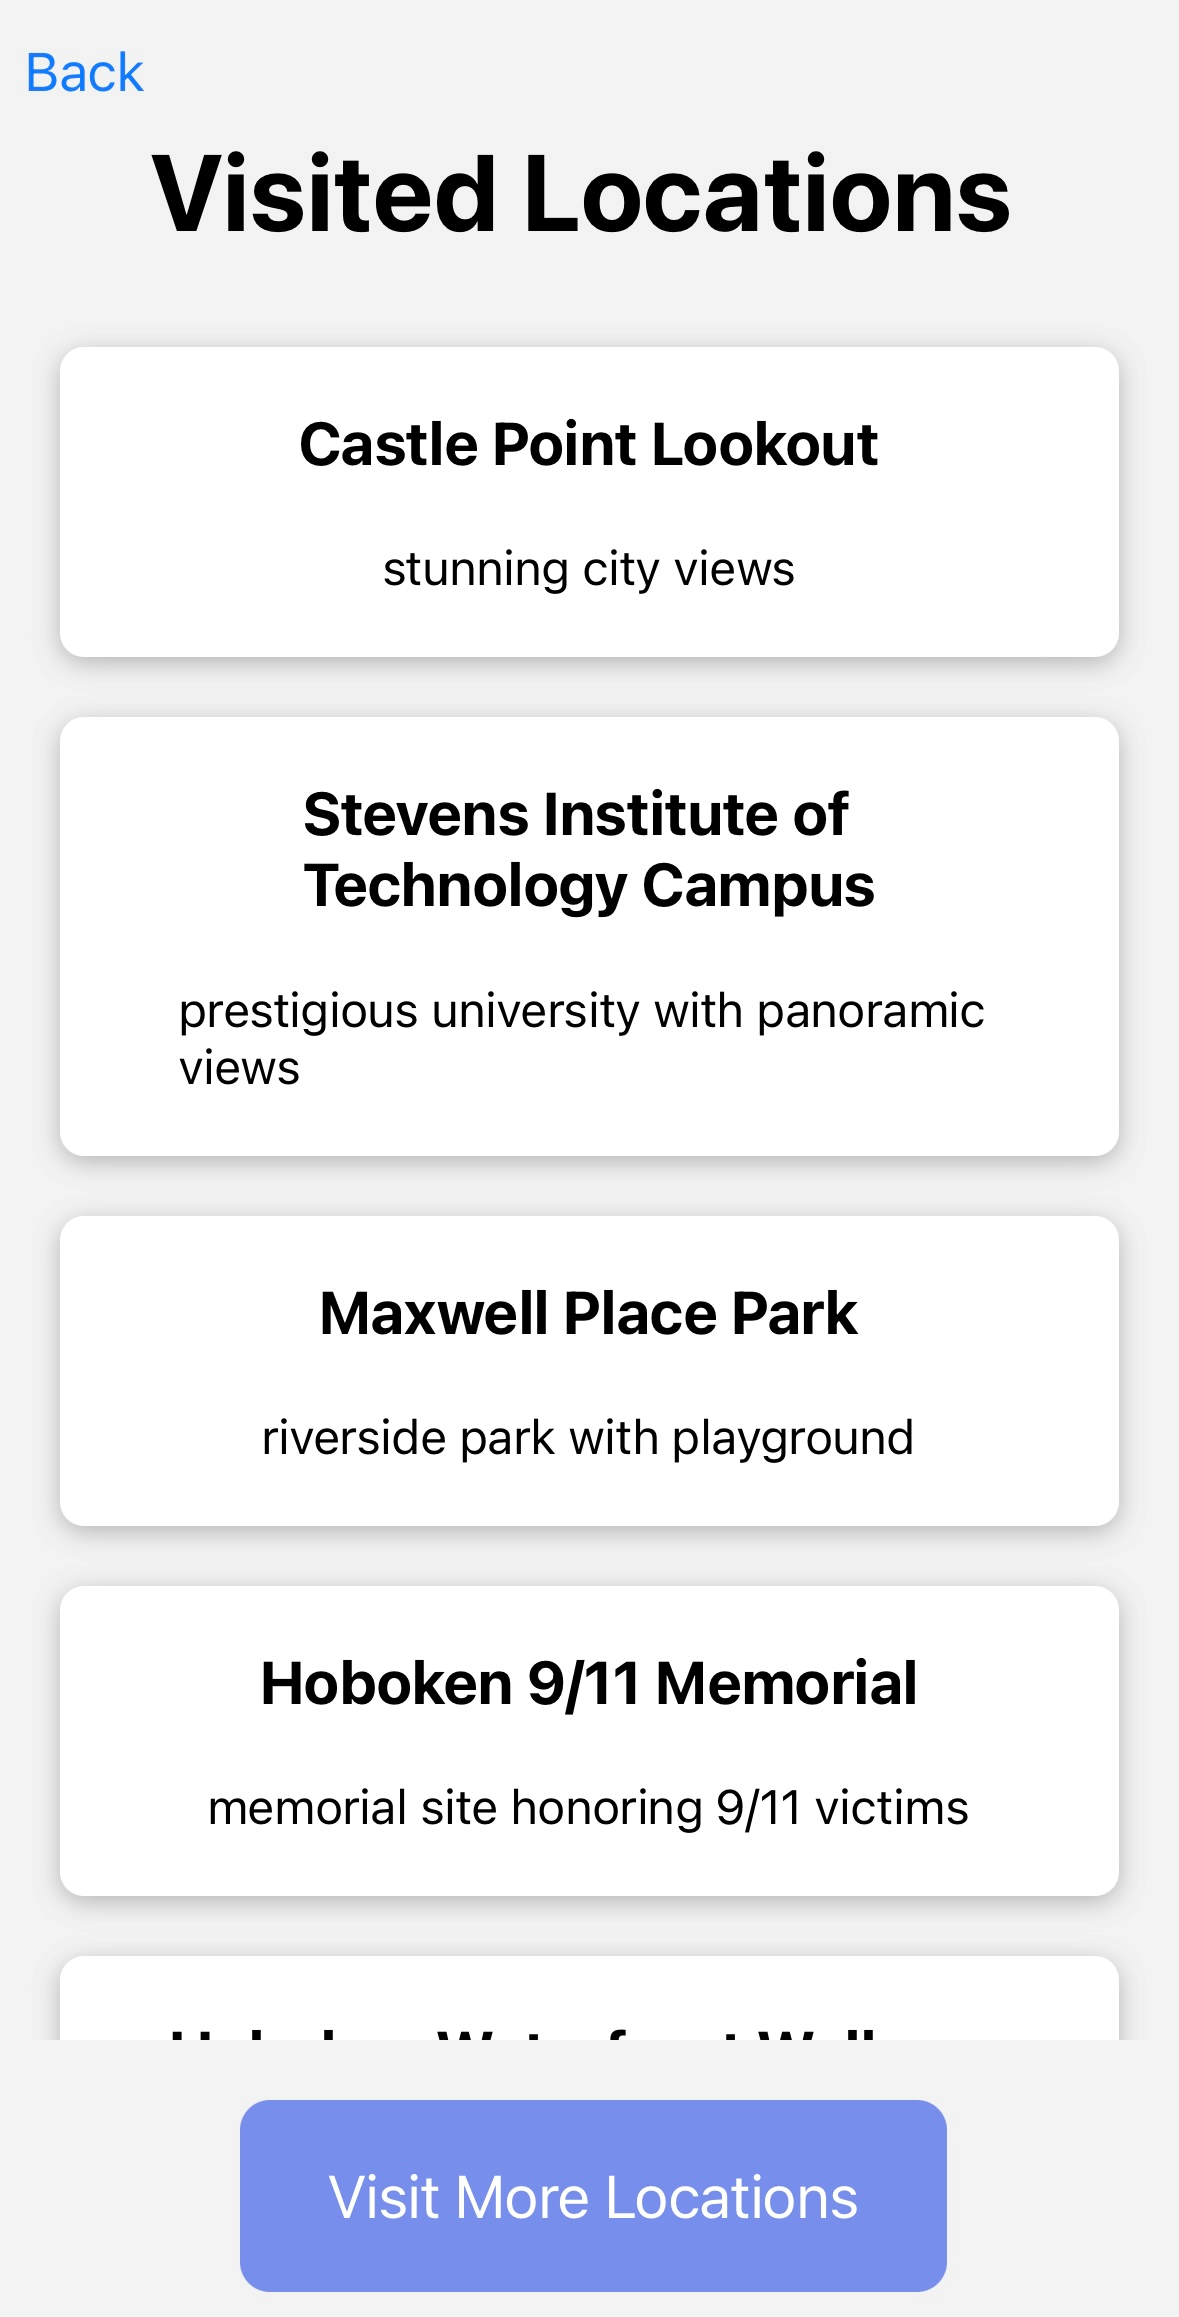 Back
Visited Locations
Castle Point Lookout
stunning city views
Stevens Institute of
Technology Campus
prestigious university with panoramic
views
Maxwell Place Park
riverside park with playground
Hoboken 9/11 Memorial
memorial site honoring 9/11 victims
Visit More Locations